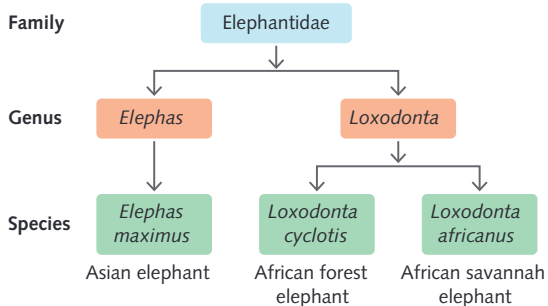 Family
Elephantidae
Genus
Elephas
Loxodonta
Species
Elephas
maximus
Loxodonta
cyclotis
Loxodonta
africanus
Asian elephant
African forest
elephant
African savannah
elephant